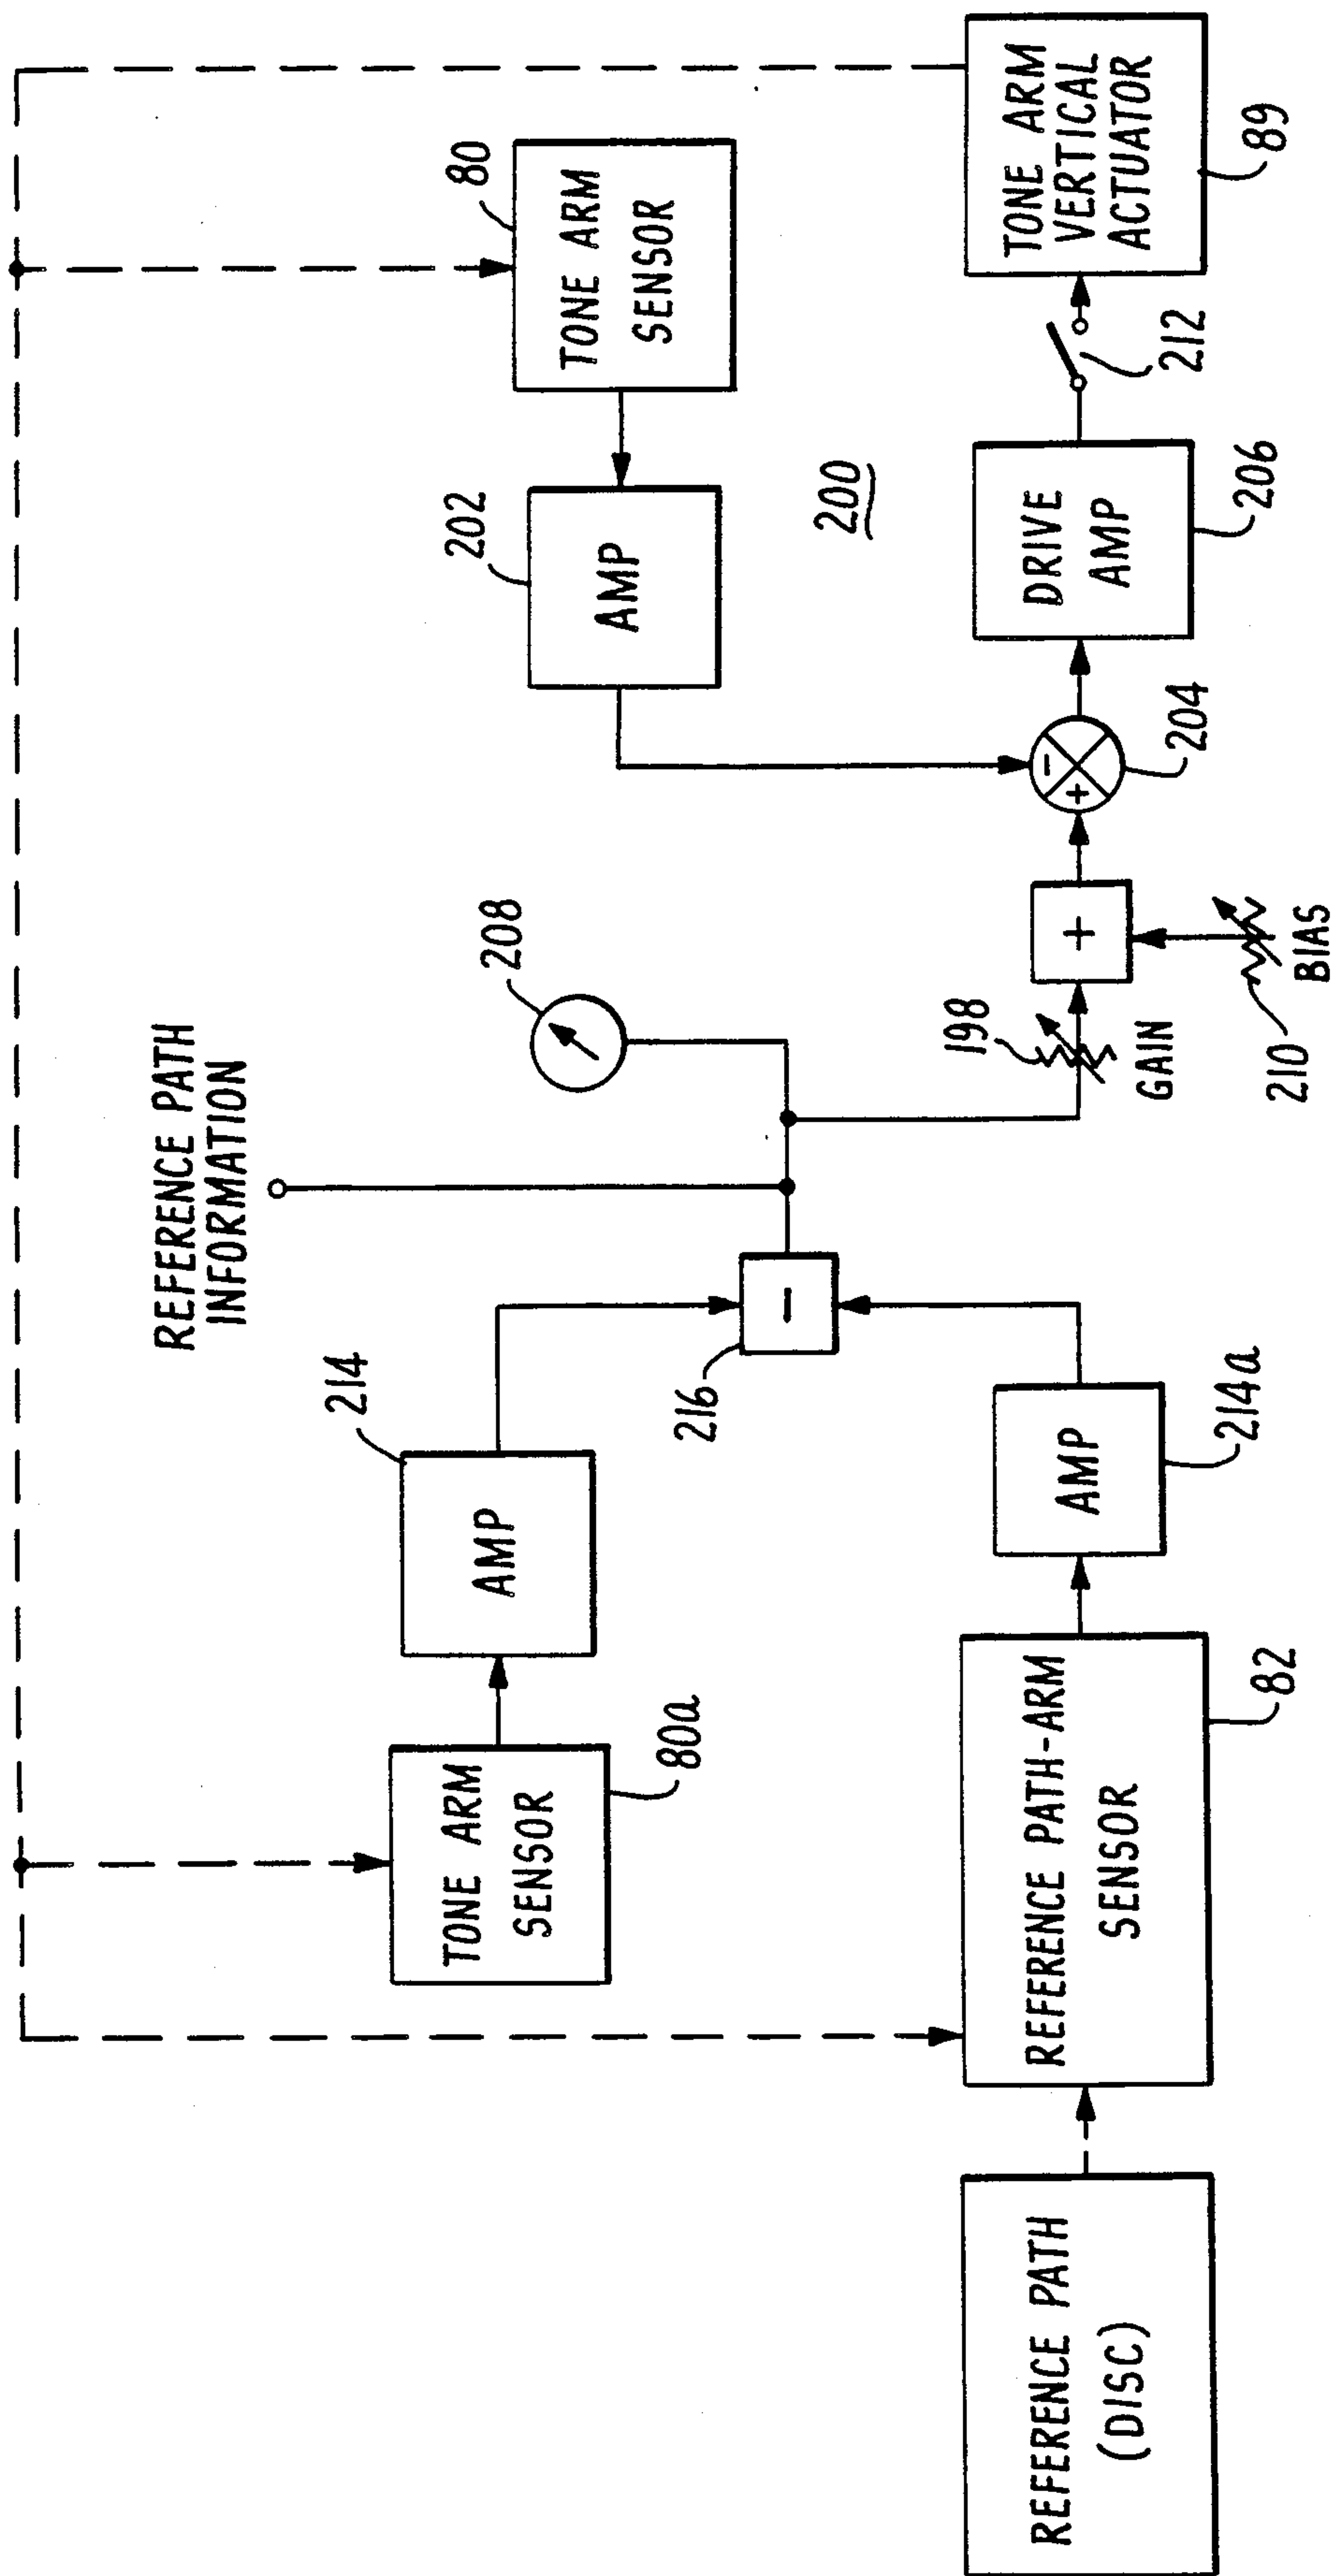 80
TONE ARM
SENSOR
202
AMP
TONE ARM
VERTICAL
ACTUATOR
89
212
200
DRIVE
AMP
206
-
+
204
208
+
198
GAIN
210
BIAS
REFERENCE PATH
INFORMATION
214
AMP
-
216
TONE ARM
SENSOR
80a
AMP
214a
REFERENCE PATH-ARM
SENSOR
82
REFERENCE PATH
(DISC)